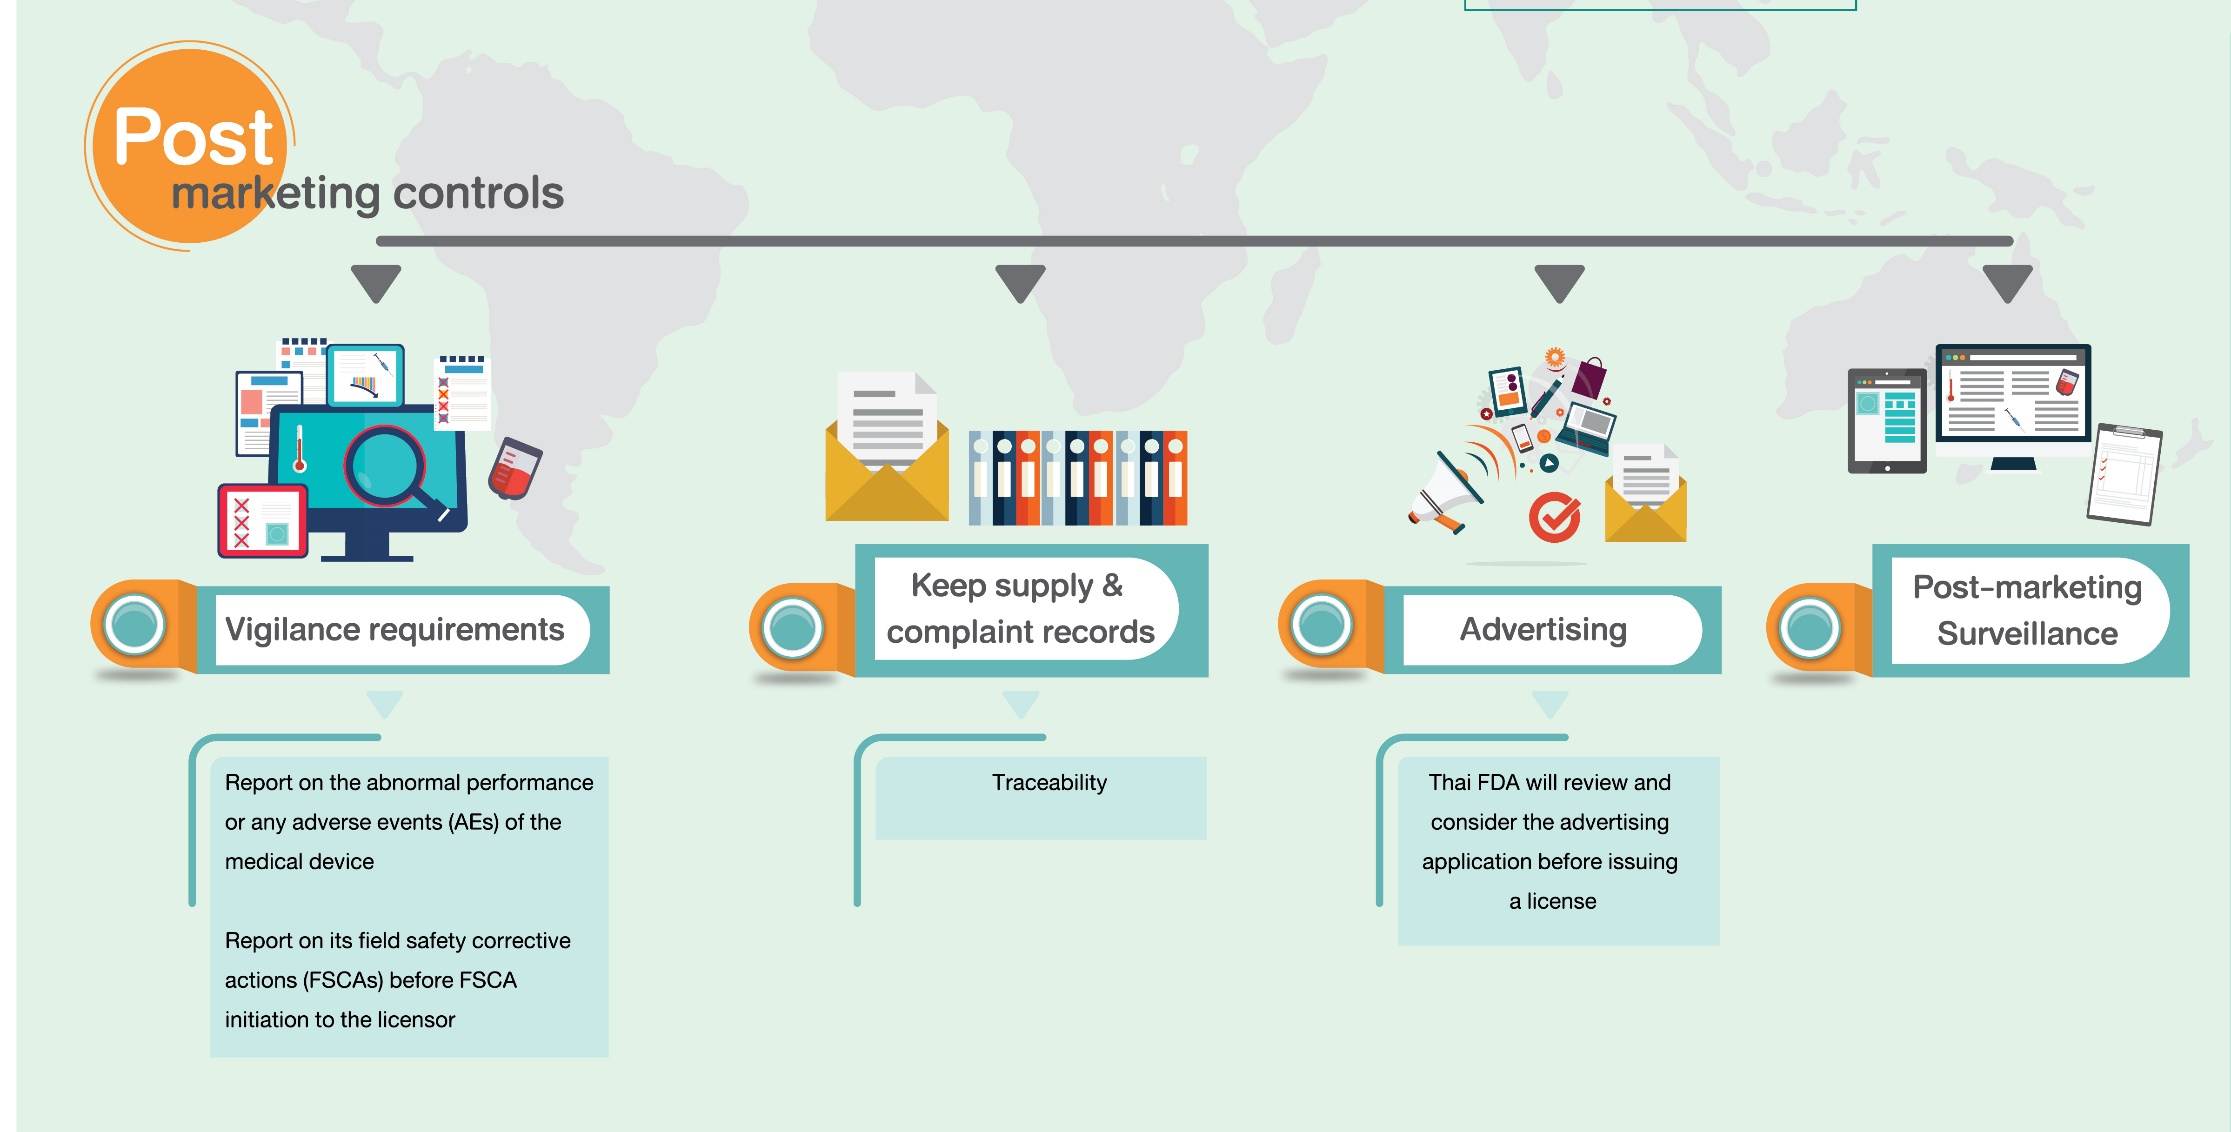 Post
marketing controls
Vigilance requirements
Report on the abnormal performance
or any adverse events (AEs) of the
medical device
Report on its field safety corrective
actions (FSCAs) before FSCA
initiation to the licensor
Keep supply &
complaint records
Traceability
Advertising
Thai FDA will review and
consider the advertising
application before issuing
a license
Post-marketing
Surveillance